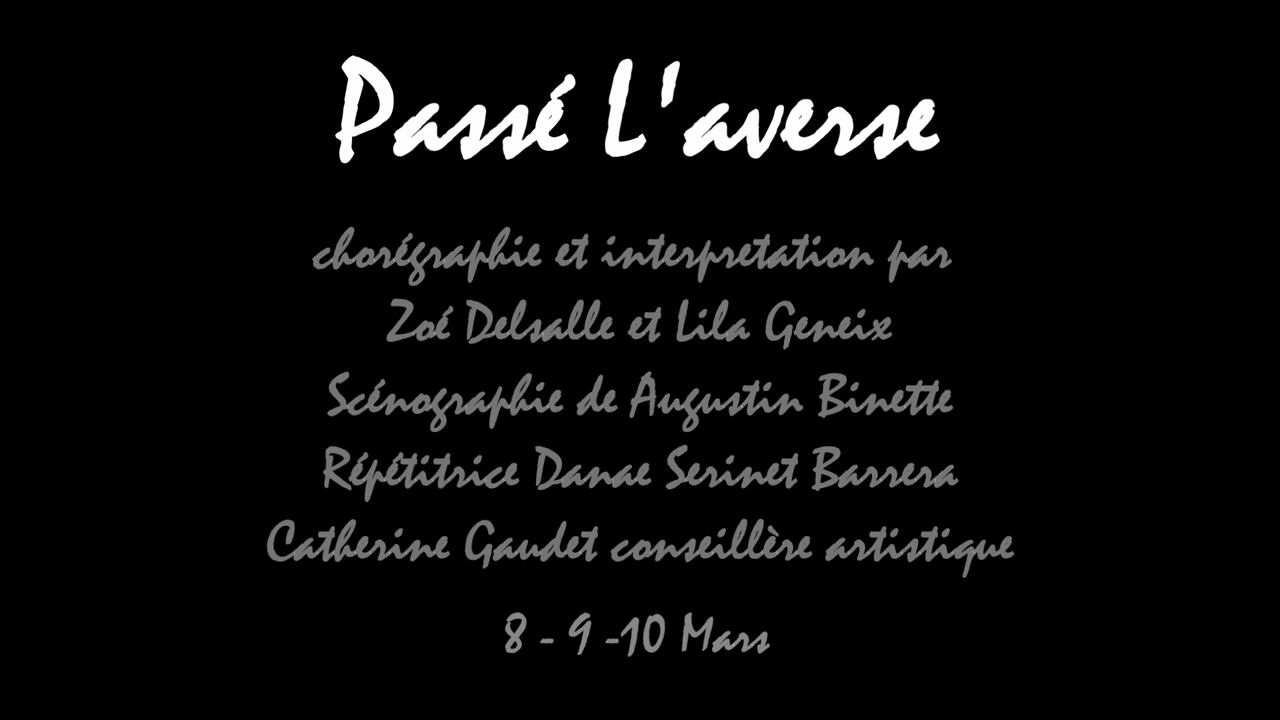 Passé L'averse
chorégraphie et interpretation par
Zoé Delsalle et Lila Geneix
Scénographie de Augustin Binette
Répétitrice Danae Serinet Barrera
Catherine Gaudet conseillère artistique
8 - 9 -10 Mars